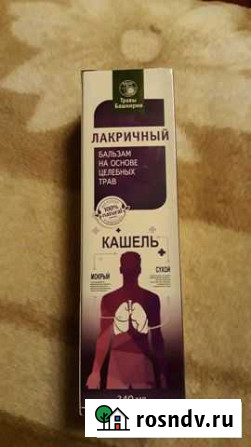 Травы
Башкирии
ЛАКРИЧНЫЙ
БАЛЬЗАМ
НА ОСНОВЕ
ЦЕЛЕБНЫХ
ТРАВ
100% natural
КАШЕЛЬ
МОКРЫЙ
СУХОЙ
rosndv.ru